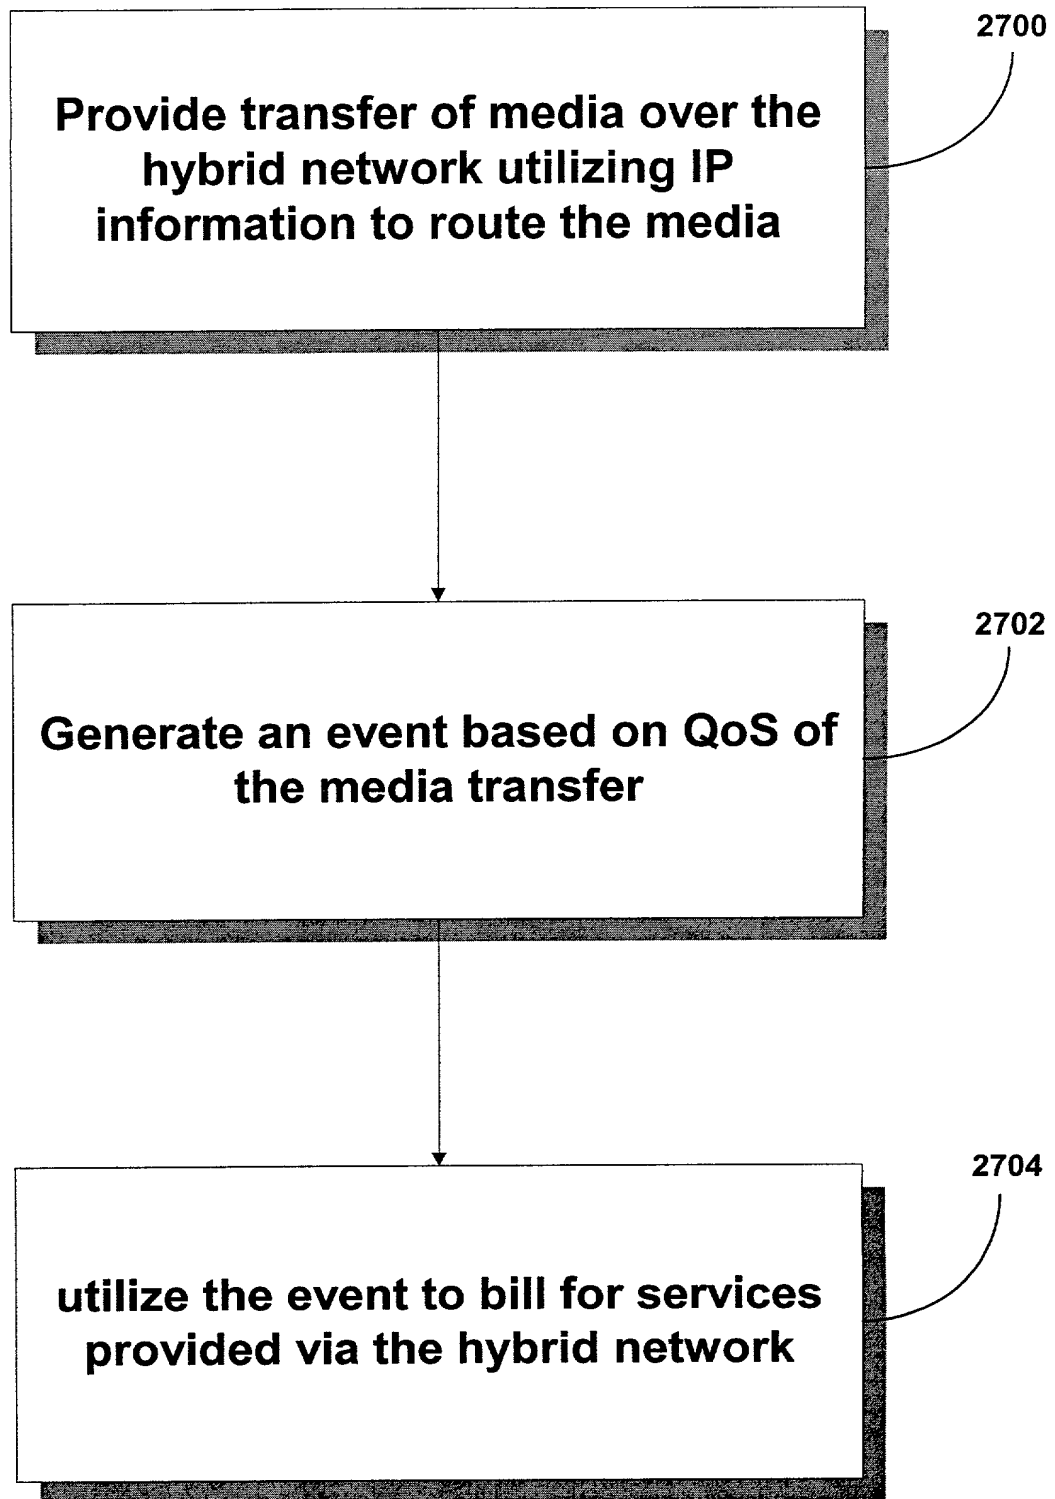 2700
Provide transfer of media over the
hybrid network utilizing IP
information to route the media
2702
Generate an event based on QoS of
the media transfer
2704
utilize the event to bill for services
provided via the hybrid network